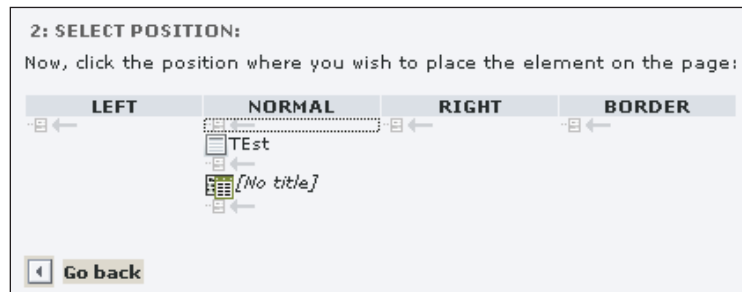 2: SELECT POSITION:
Now, click the position where you wish to place the element on the page:
LEFT NORMAL RIGHT BORDER
TEst
[No title]
Go back